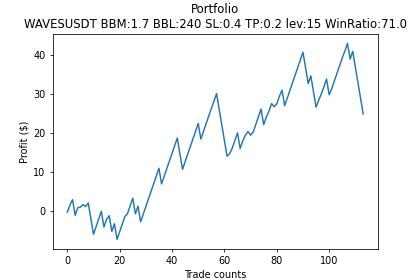 Portfolio
WAVESUSDT BBM:1.7 BBL:240 SL:0.4 TP:0.2 lev:15 WinRatio:71.0
40
30
20
10
0
Profit ($)
0 20 40 60 80 100
Trade counts